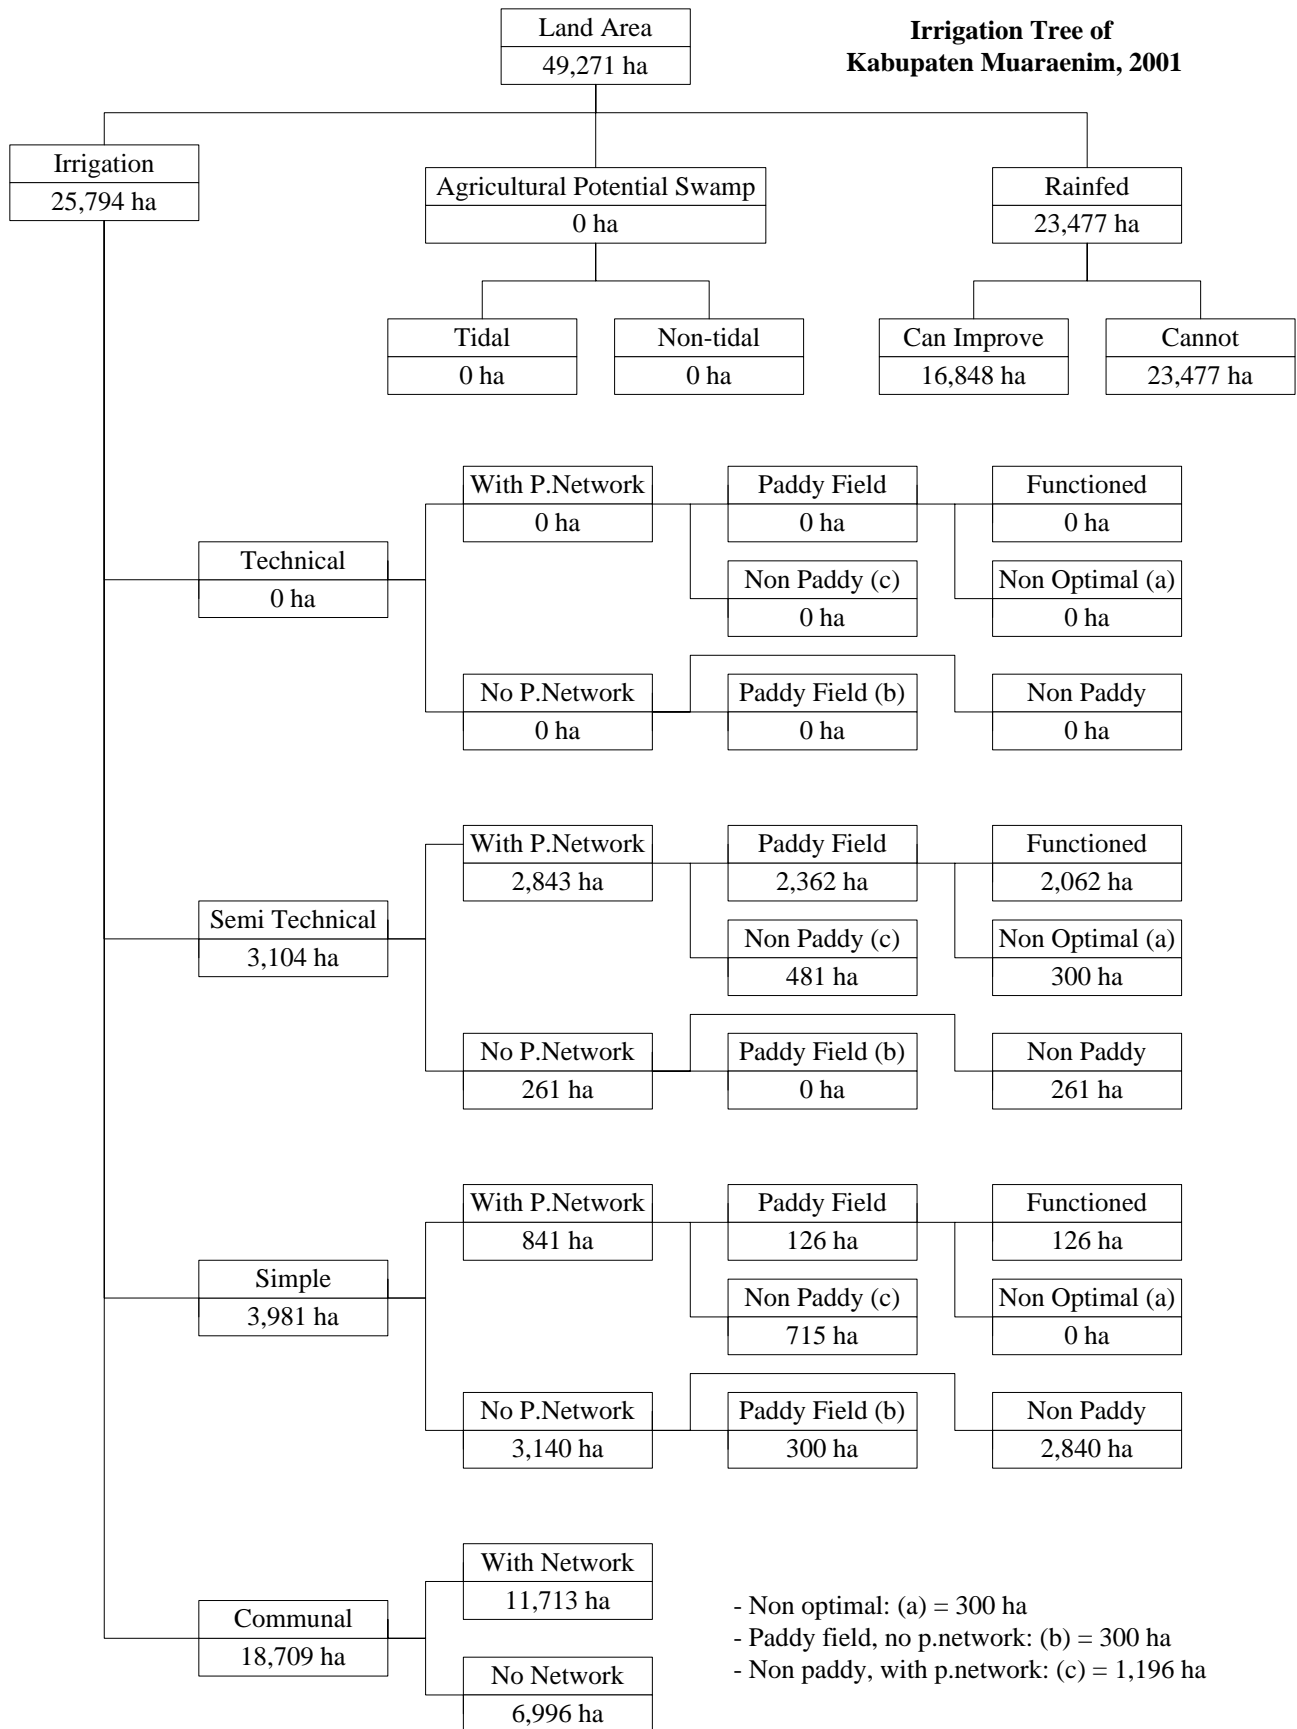 Land Area
49,271 ha
Irrigation Tree of
Kabupaten Muaraenim, 2001
Irrigation
25,794 ha
Agricultural Potential Swamp
0 ha
Rainfed
23,477 ha
Tidal
0 ha
Non-tidal
0 ha
Can Improve
16,848 ha
Cannot
23,477 ha
Technical
0 ha
With P.Network
0 ha
Paddy Field
0 ha
Functioned
0 ha
Non Paddy (c)
0 ha
Non Optimal (a)
0 ha
No P.Network
0 ha
Paddy Field (b)
0 ha
Non Paddy
0 ha
Semi Technical
3,104 ha
With P.Network
2,843 ha
Paddy Field
2,362 ha
Functioned
2,062 ha
Non Paddy (c)
481 ha
Non Optimal (a)
300 ha
No P.Network
261 ha
Paddy Field (b)
0 ha
Non Paddy
261 ha
Simple
3,981 ha
With P.Network
841 ha
Paddy Field
126 ha
Functioned
126 ha
Non Paddy (c)
715 ha
Non Optimal (a)
0 ha
No P.Network
3,140 ha
Paddy Field (b)
300 ha
Non Paddy
2,840 ha
Communal
18,709 ha
With Network
11,713 ha
No Network
6,996 ha
- Non optimal: (a) = 300 ha
- Paddy field, no p.network: (b) = 300 ha
- Non paddy, with p.network: (c) = 1,196 ha